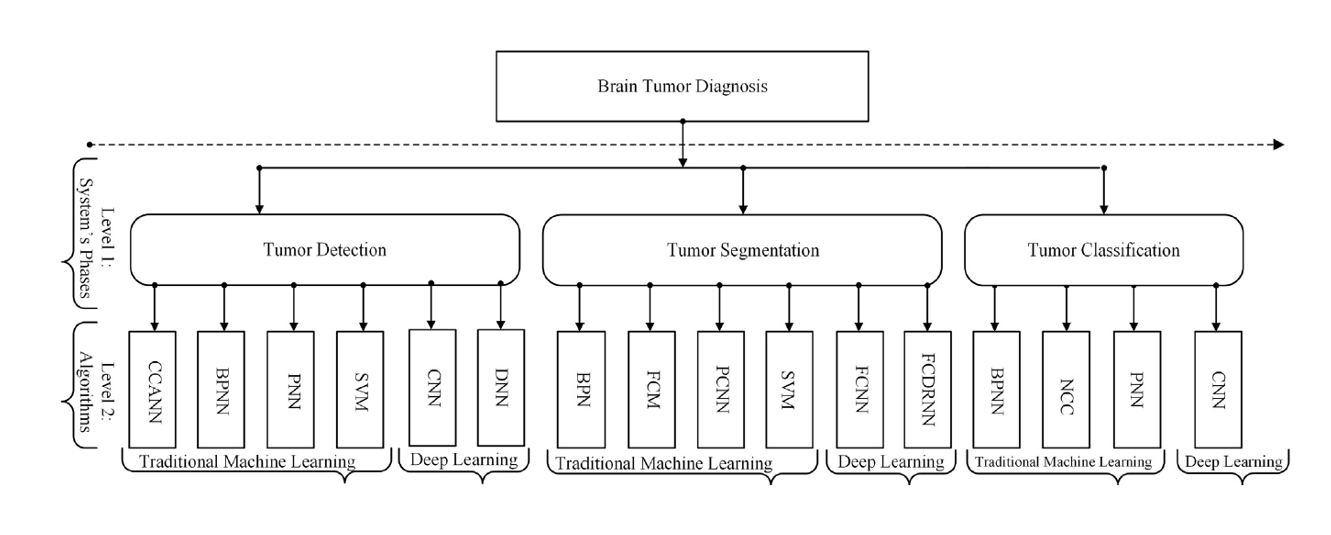 Brain Tumor Diagnosis
Level 1:
System's Phases
Tumor Detection
Tumor Segmentation
Tumor Classification
Level 2:
Algorithms
CCANN
BPNN
PNN
SVM
CNN
DNN
BPN
FCM
PCNN
SVM
FCNN
FCDRNN
BPNN
NCC
PNN
CNN
Traditional Machine Learning
Deep Learning
Traditional Machine Learning
Deep Learning
Traditional Machine Learning
Deep Learning